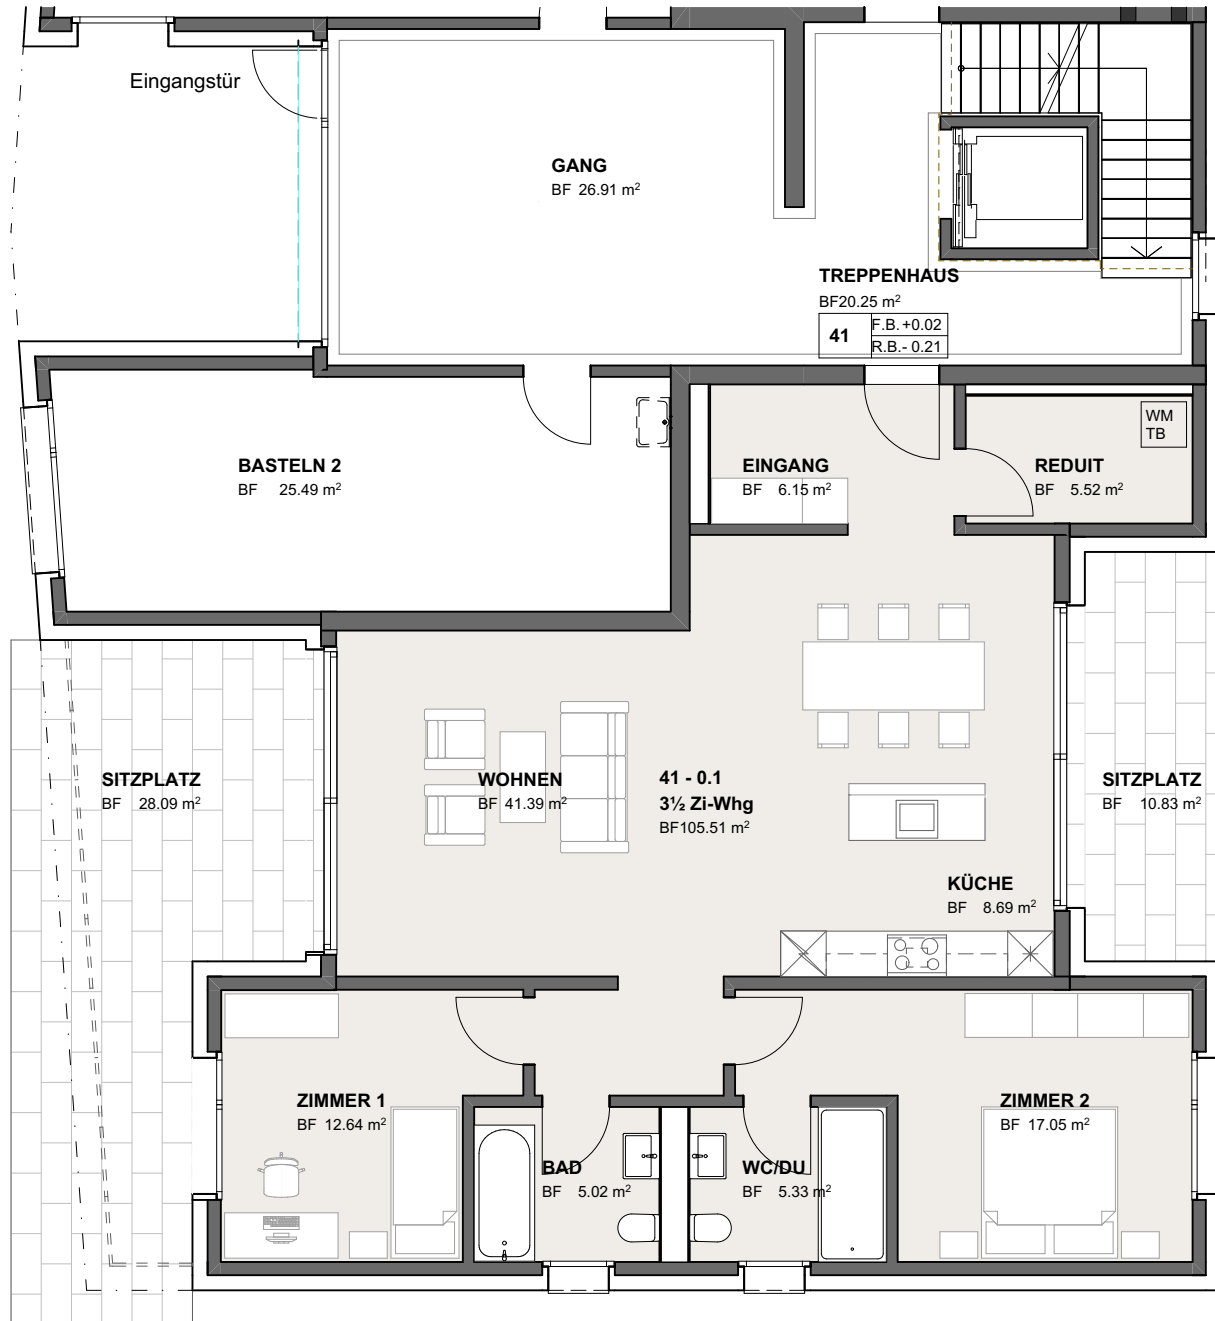 Eingangstür
GANG
BF 26.91 m²
TREPPENHAUS
BF20.25 m²
41
F.B. +0.02
R.B.- 0.21
BASTELN 2
BF 25.49 m²
EINGANG
BF 6.15 m²
REDUIT
BF 5.52 m²
WM
TB
SITZPLATZ
BF 28.09 m²
WOHNEN
BF 41.39 m²
41 - 0.1
3½ Zi-Whg
BF105.51 m²
SITZPLATZ
BF 10.83 m²
KÜCHE
BF 8.69 m²
ZIMMER 1
BF 12.64 m²
BAD
BF 5.02 m²
WC/DU
BF 5.33 m²
ZIMMER 2
BF 17.05 m²